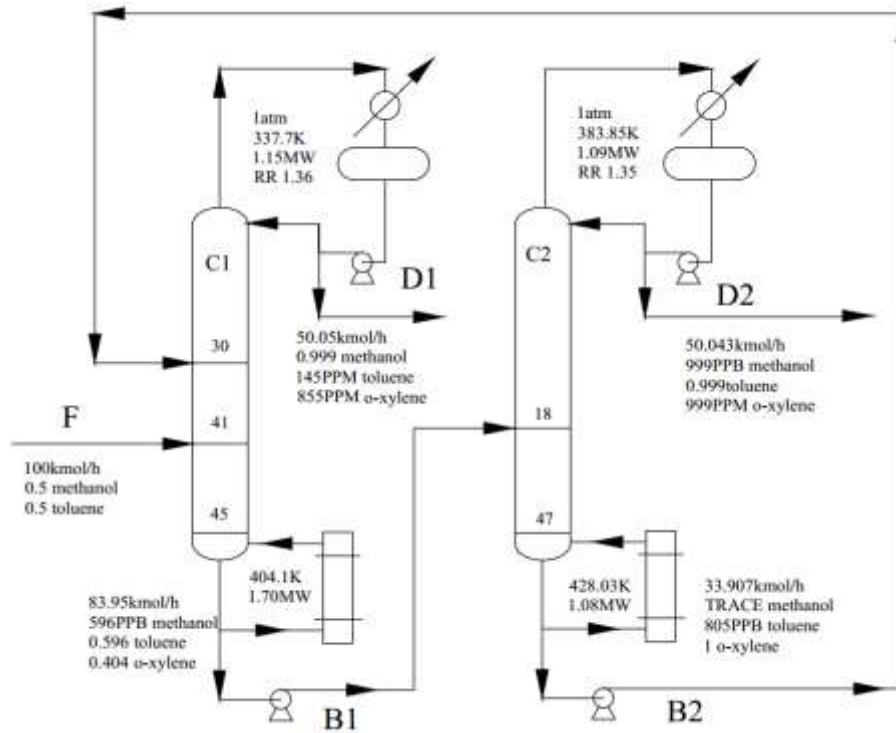 1atm
337.7K
1.15MW
RR 1.36
1atm
383.85K
1.09MW
RR 1.35
C1
C2
D1
D2
30
50.05kmol/h
0.999 methanol
145PPM toluene
855PPM o-xylene
50.043kmol/h
999PPB methanol
0.999toluene
999PPM o-xylene
F
41
18
100kmol/h
0.5 methanol
0.5 toluene
45
47
404.1K
1.70MW
428.03K
1.08MW
83.95kmol/h
596PPB methanol
0.596 toluene
0.404 o-xylene
33.907kmol/h
TRACE methanol
805PPB toluene
1 o-xylene
B1
B2